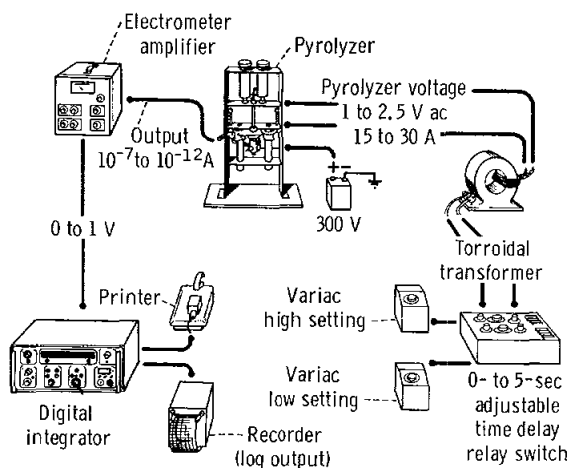 Electrometer
amplifier
Pyrolyzer
Pyrolyzer voltage
1 to 2.5 V ac
15 to 30 A
Output
10-7 to 10-12A
+ -
300 V
0 to 1 V
Torroidal
transformer
Printer
Variac
high setting
Variac
low setting
Digital
integrator
Recorder
(log output)
0- to 5-sec
adjustable
time delay
relay switch